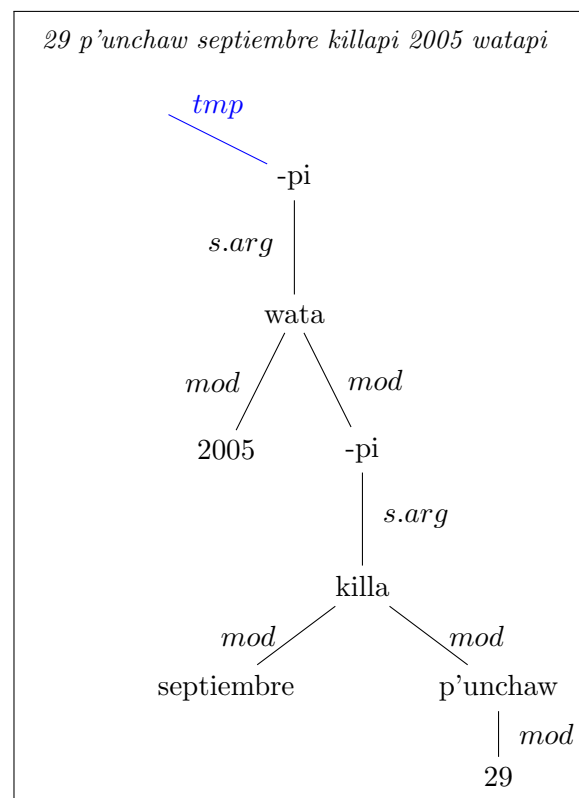 29 p'unchaw septiembre killapi 2005 watapi
tmp
-pi
s.arg
wata
mod mod
2005 -pi
s.arg
killa
mod mod
septiembre p'unchaw
mod
29